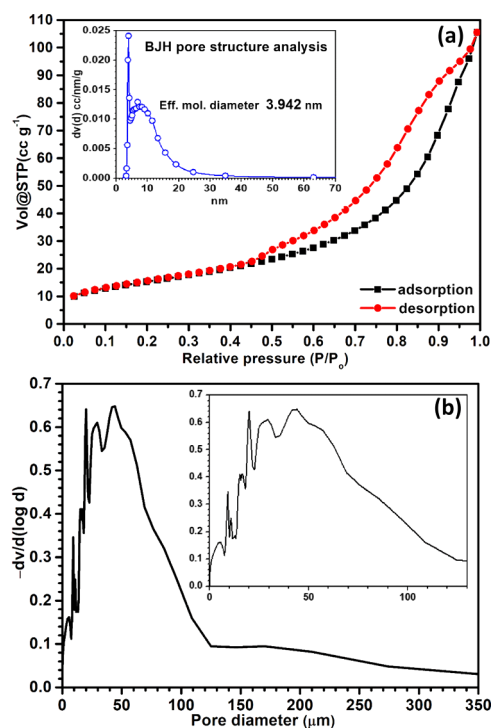 (a)
110
100
90
80
70
60
50
40
30
20
10
0
Vol@STP(cc g⁻¹)
0.025
0.020
0.015
0.010
0.005
0.000
dv(d) cc/nm/g
BJH pore structure analysis
Eff. mol. diameter 3.942 nm
0 10 20 30 40 50 60 70
nm
adsorption
desorption
0.0 0.1 0.2 0.3 0.4 0.5 0.6 0.7 0.8 0.9 1.0
Relative pressure (P/Pₒ)
(b)
0.7
0.6
0.5
0.4
0.3
0.2
0.1
0.0
−dv/d(log d)
0.7
0.6
0.5
0.4
0.3
0.2
0.1
0.0
0 50 100
0 50 100 150 200 250 300 350
Pore diameter (μm)